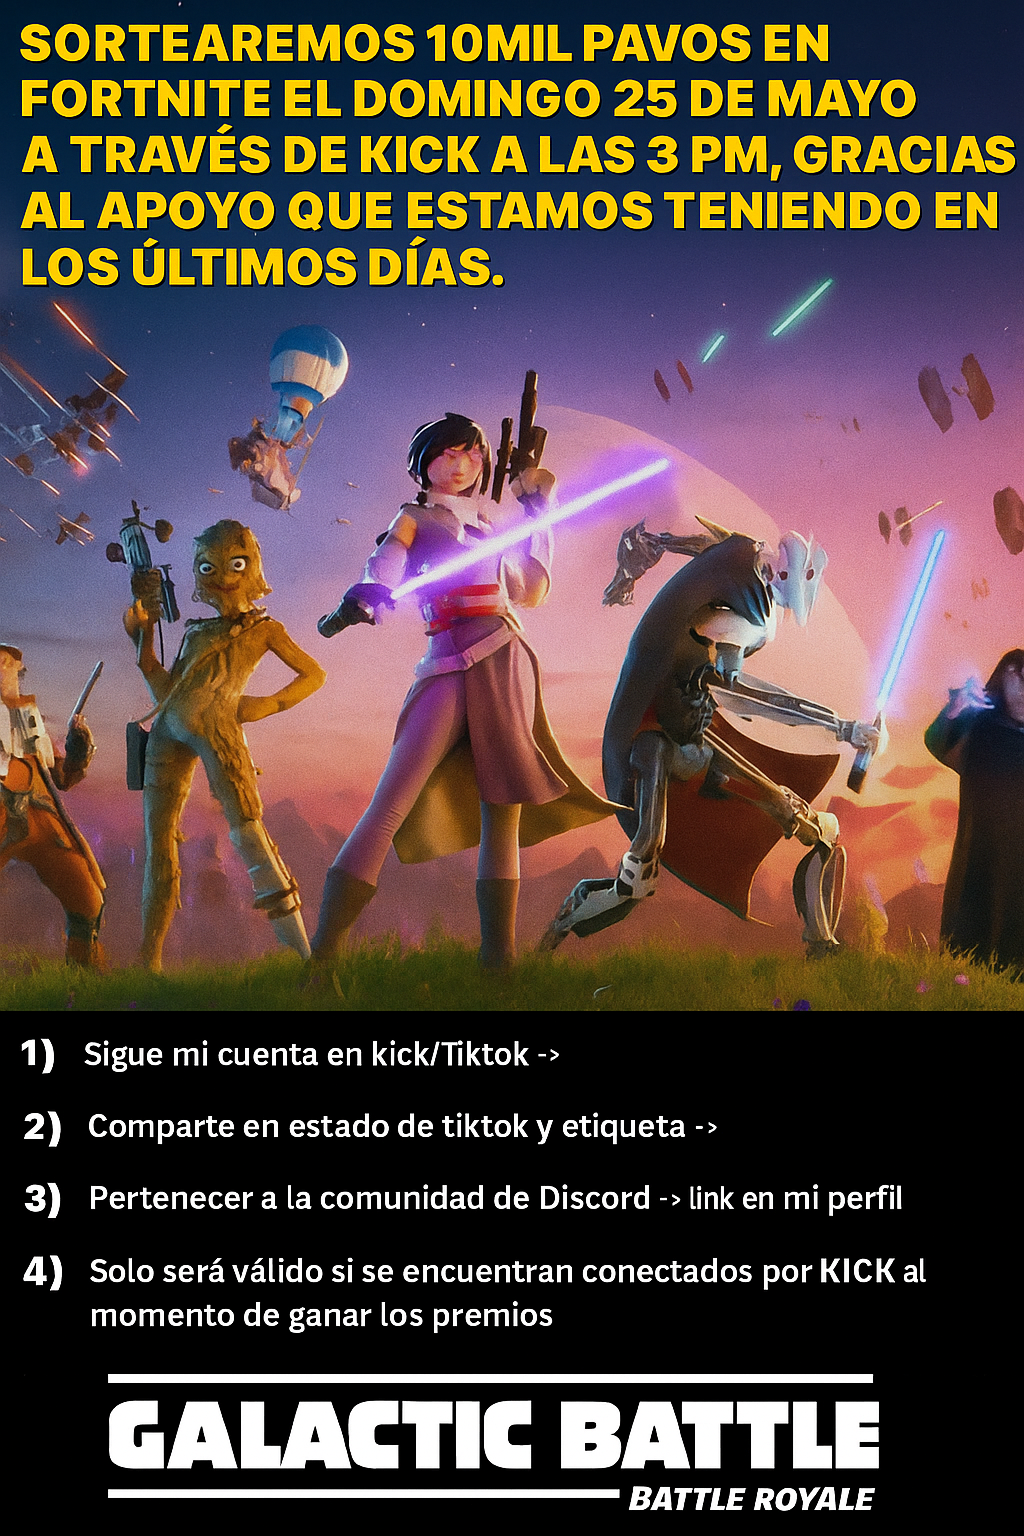 SORTEAREMOS 10MIL PAVOS EN
FORTNITE EL DOMINGO 25 DE MAYO
A TRAVÉS DE KICK A LAS 3 PM, GRACIAS
AL APOYO QUE ESTAMOS TENIENDO EN
LOS ÚLTIMOS DÍAS.
1) Sigue mi cuenta en kick/Tiktok ->
2) Comparte en estado de tiktok y etiqueta ->
3) Pertenecer a la comunidad de Discord -> link en mi perfil
4) Solo será válido si se encuentran conectados por KICK al
momento de ganar los premios
GALACTIC BATTLE
BATTLE ROYALE